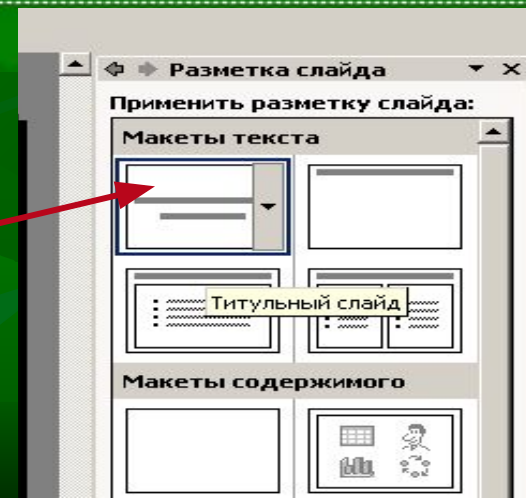 Разметка слайда
Применить разметку слайда:
Макеты текста
Титульный слайд
Макеты содержимого